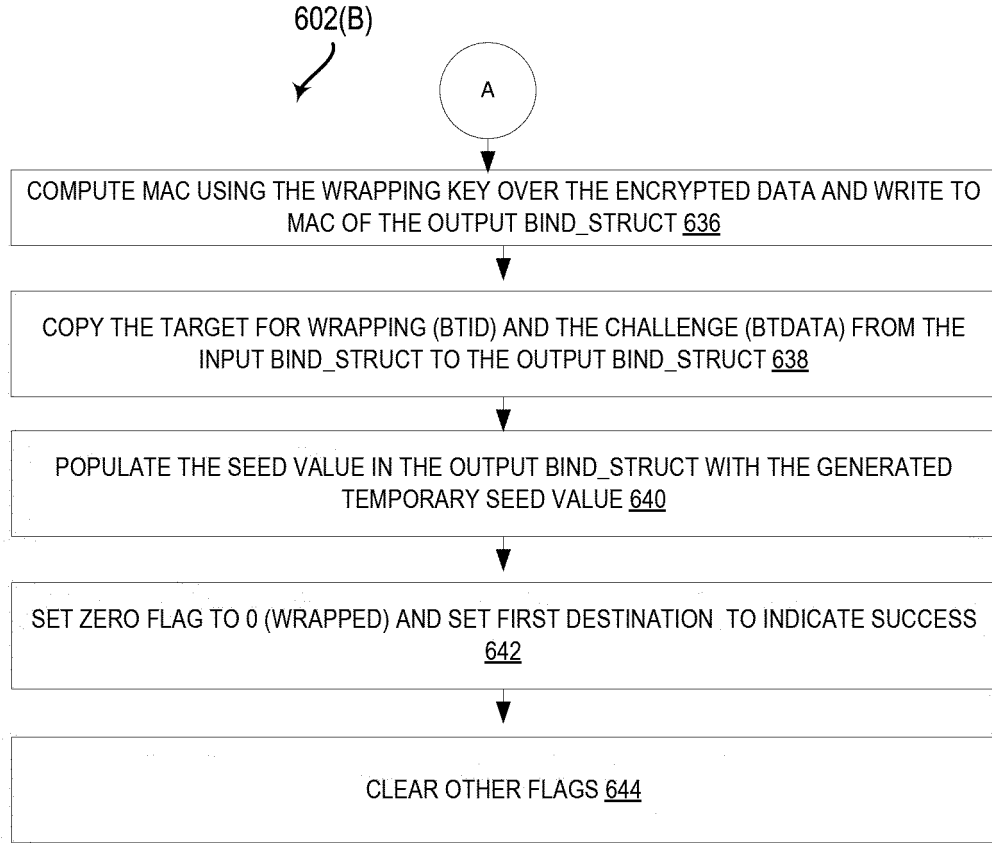 602(B)
A
COMPUTE MAC USING THE WRAPPING KEY OVER THE ENCRYPTED DATA AND WRITE TO
MAC OF THE OUTPUT BIND_STRUCT 636
COPY THE TARGET FOR WRAPPING (BTID) AND THE CHALLENGE (BTDATA) FROM THE
INPUT BIND_STRUCT TO THE OUTPUT BIND_STRUCT 638
POPULATE THE SEED VALUE IN THE OUTPUT BIND_STRUCT WITH THE GENERATED
TEMPORARY SEED VALUE 640
SET ZERO FLAG TO 0 (WRAPPED) AND SET FIRST DESTINATION TO INDICATE SUCCESS
642
CLEAR OTHER FLAGS 644